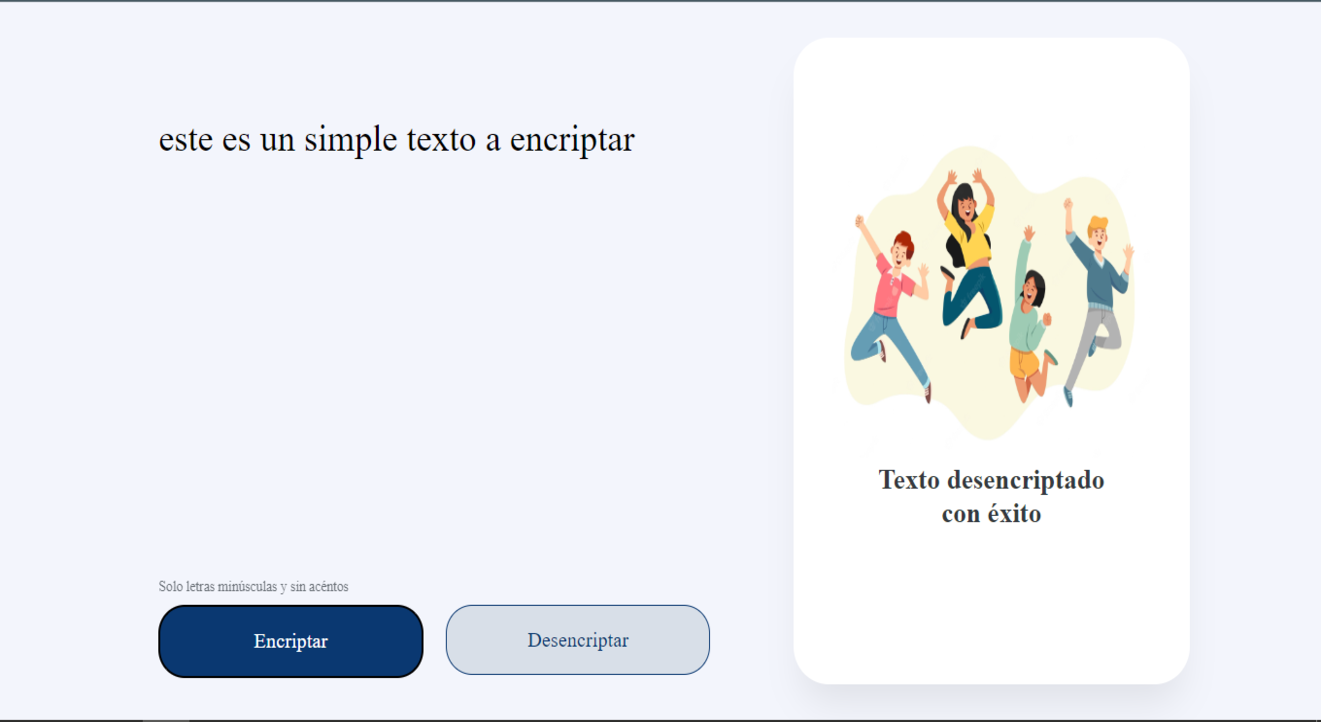 este es un simple texto a encriptar
Texto desencriptado
con éxito
Solo letras minúsculas y sin acéntos
Encriptar
Desencriptar